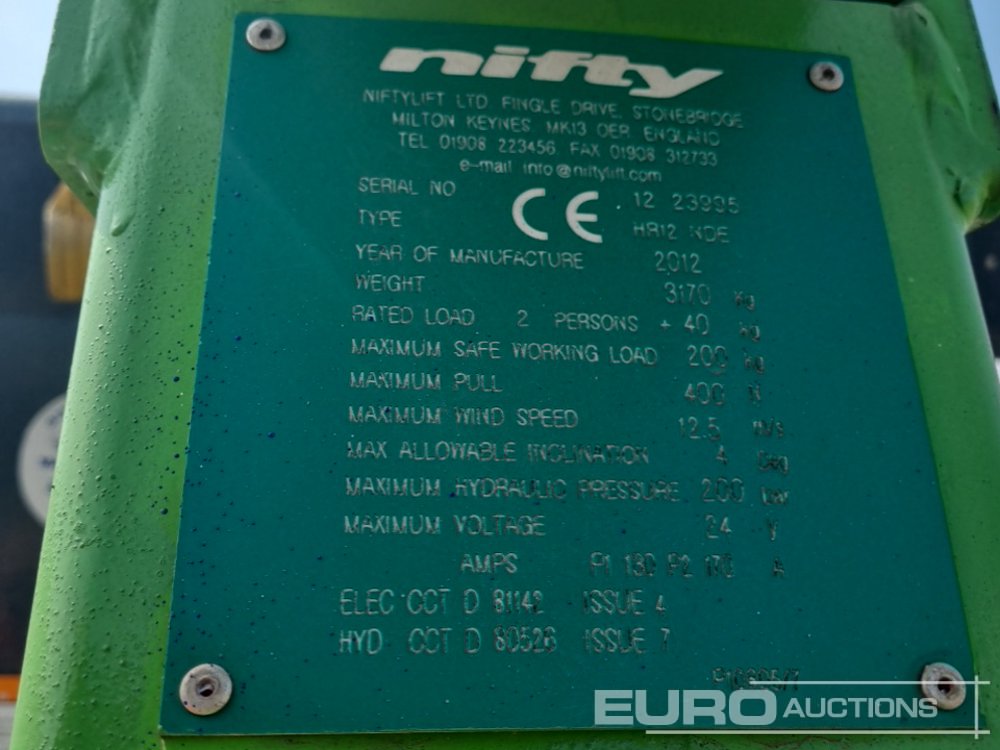 nifty
NIFTYLIFT LTD. FINGLE DRIVE, STONEBRIDGE
MILTON KEYNES, MK13 OER, ENGLAND
TEL 01908 223456, FAX 01908 312733
e-mail info@niftylift.com
SERIAL NO 12 23995
TYPE HR12 NDE
CE
YEAR OF MANUFACTURE 2012
WEIGHT 3170 Kg
RATED LOAD 2 PERSONS + 40 kg
MAXIMUM SAFE WORKING LOAD 200 kg
MAXIMUM PULL 400 N
MAXIMUM WIND SPEED 12.5 m/s
MAX ALLOWABLE INCLINATION 4 Deg
MAXIMUM HYDRAULIC PRESSURE 200 bar
MAXIMUM VOLTAGE 24 V
AMPS P1 180 P2 170 A
ELEC CCT D 81142 ISSUE 4
HYD CCT D 80526 ISSUE 7
EURO AUCTIONS